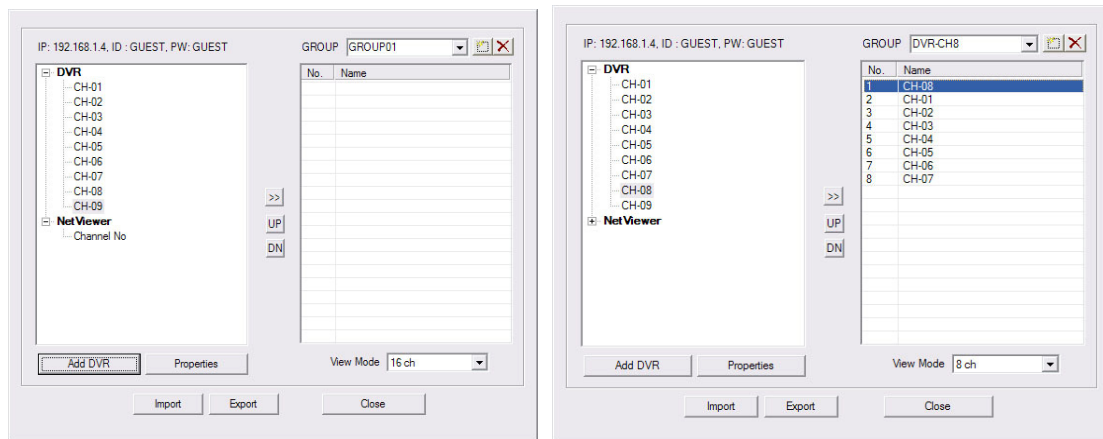 IP: 192.168.1.4, ID : GUEST, PW: GUEST
GROUP GROUP01
DVR
CH-01
CH-02
CH-03
CH-04
CH-05
CH-06
CH-07
CH-08
CH-09
NetViewer
Channel No
>>
UP
DN
No. Name
Add DVR Properties
View Mode 16 ch
Import Export Close
IP: 192.168.1.4, ID : GUEST, PW: GUEST
GROUP DVR-CH8
DVR
CH-01
CH-02
CH-03
CH-04
CH-05
CH-06
CH-07
CH-08
CH-09
NetViewer
>>
UP
DN
No. Name
1 CH-08
2 CH-01
3 CH-02
4 CH-03
5 CH-04
6 CH-05
7 CH-06
8 CH-07
Add DVR Properties
View Mode 8 ch
Import Export Close